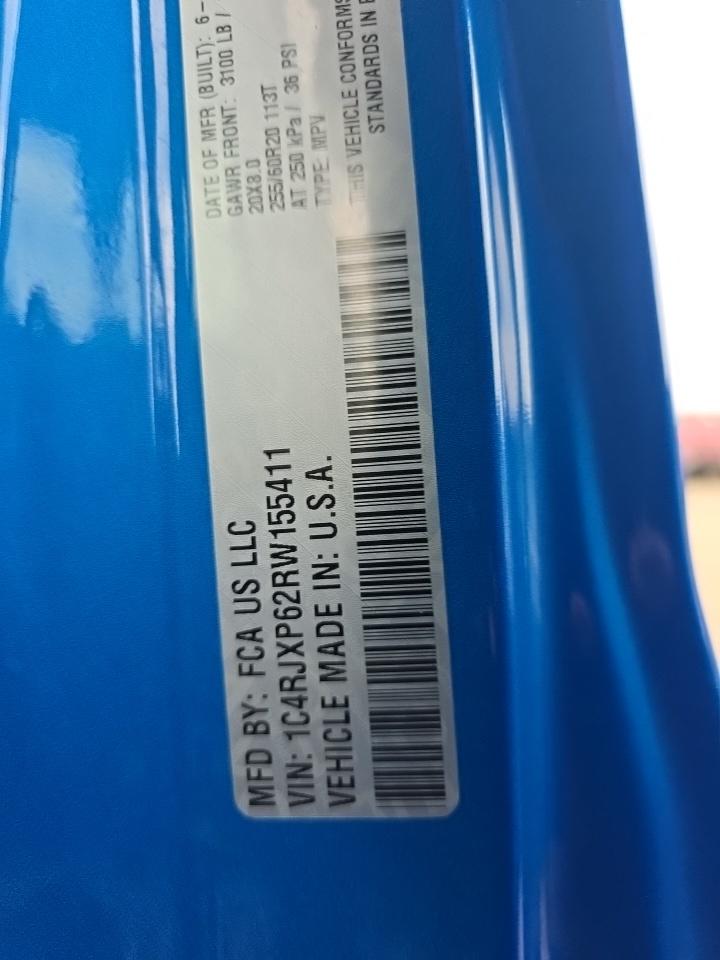 MFD BY: FCA US LLC
VIN: 1C4RJXP62RW155411
VEHICLE MADE IN: U.S.A.
DATE OF MFR (BUILT): 6-
GAWR FRONT: 3100 LB /
20X8.0
255/60R20 113T
AT 250 kPa / 36 PSI
TYPE: MPV
THIS VEHICLE CONFORMS
STANDARDS IN